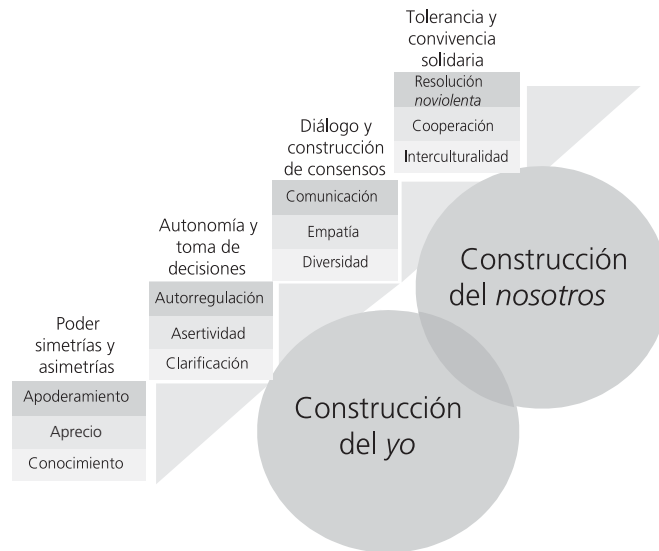 Tolerancia y
convivencia
solidaria
Resolución
noviolenta
Cooperación
Interculturalidad
Diálogo y
construcción
de consensos
Comunicación
Empatía
Diversidad
Autonomía y
toma de
decisiones
Autorregulación
Asertividad
Clarificación
Poder
simetrías y
asimetrías
Apoderamiento
Aprecio
Conocimiento
Construcción
del nosotros
Construcción
del yo